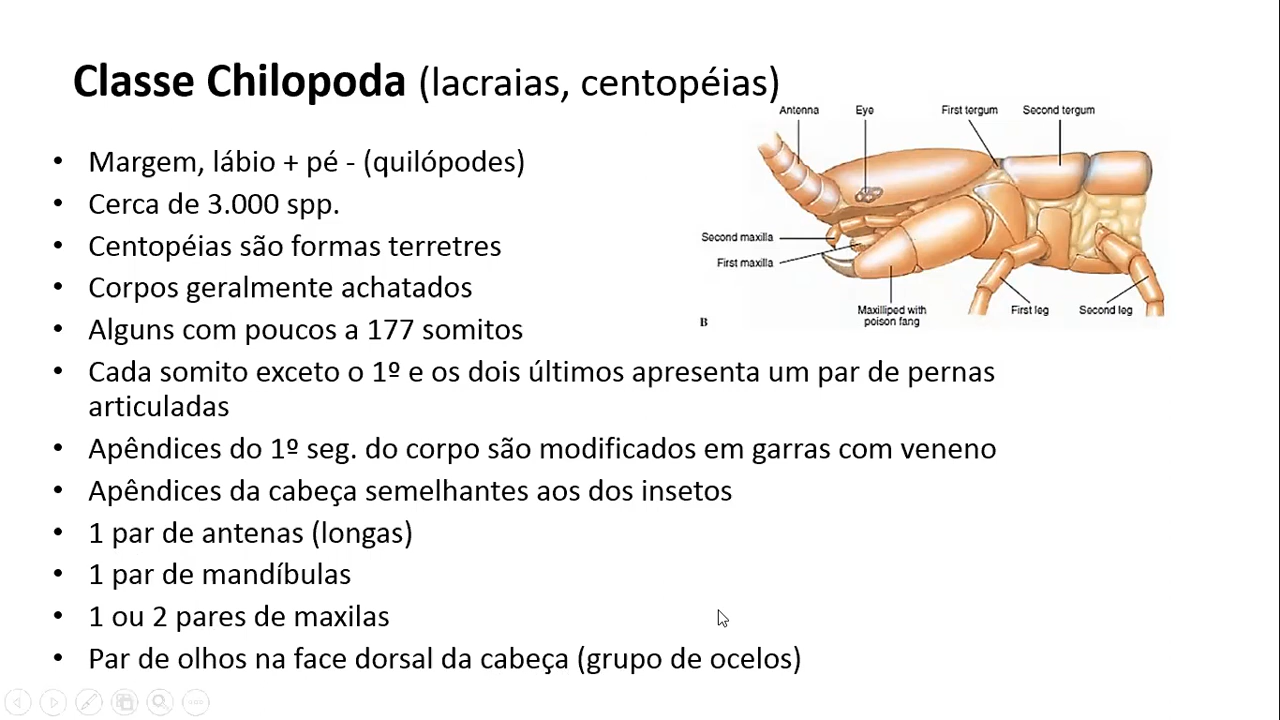 Classe Chilopoda (lacraias, centopéias)
Antenna Eye First tergum Second tergum
• Margem, lábio + pé - (quilópodes)
• Cerca de 3.000 spp.
Second maxilla
• Centopéias são formas terretres
First maxilla
• Corpos geralmente achatados
Maxilliped with
poison fang
First leg Second leg
B
• Alguns com poucos a 177 somitos
• Cada somito exceto o 1º e os dois últimos apresenta um par de pernas
articuladas
• Apêndices do 1º seg. do corpo são modificados em garras com veneno
• Apêndices da cabeça semelhantes aos dos insetos
• 1 par de antenas (longas)
• 1 par de mandíbulas
• 1 ou 2 pares de maxilas
• Par de olhos na face dorsal da cabeça (grupo de ocelos)